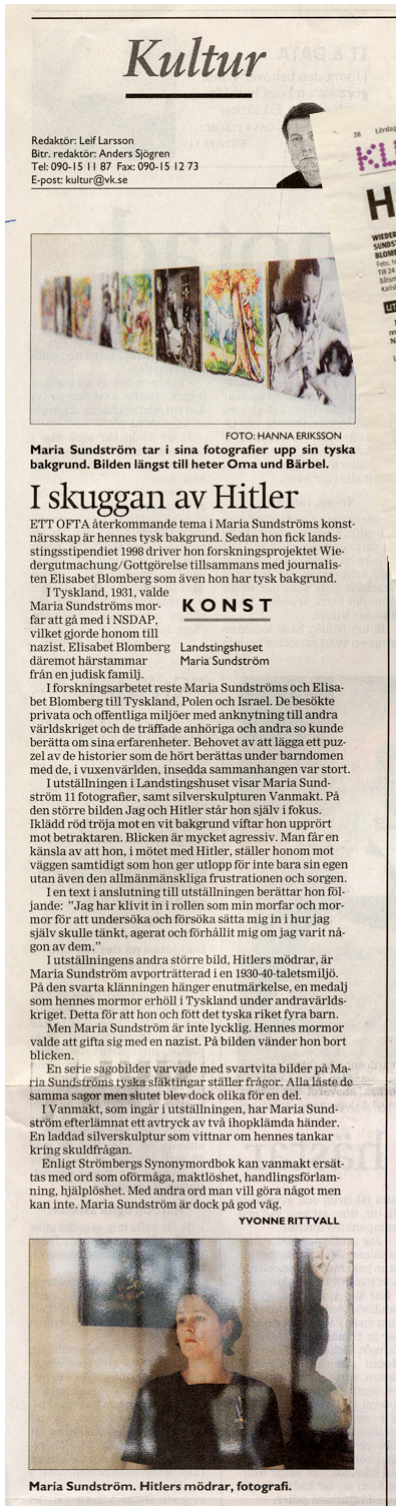 Kultur
Redaktör: Leif Larsson
Bitr. redaktör: Anders Sjögren
Tel: 090-15 11 87 Fax: 090-15 12 73
E-post: kultur@vk.se
28 Lördag
KU
H
WIEDER
SUNDST
BLOMB
Foto, te
Till 24
FOTO: HANNA ERIKSSON
Maria Sundström tar i sina fotografier upp sin tyska
bakgrund. Bilden längst till heter Oma und Bärbel.
I skuggan av Hitler
ETT OFTA återkommande tema i Maria Sundströms konst-
närsskap är hennes tysk bakgrund. Sedan hon fick lands-
stingsstipendiet 1998 driver hon forskningsprojektet Wie-
dergutmachung/Gottgörelse tillsammans med journalis-
ten Elisabet Blomberg som även hon har tysk bakgrund.
I Tyskland, 1931, valde
Maria Sundströms mor-
far att gå med i NSDAP,
vilket gjorde honom till
nazist. Elisabet Blomberg
däremot härstammar
från en judisk familj.
KONST
Landstingshuset
Maria Sundström
I forskningsarbetet reste Maria Sundströms och Elisa-
bet Blomberg till Tyskland, Polen och Israel. De besökte
privata och offentliga miljöer med anknytning till andra
världskriget och de träffade anhöriga och andra so kunde
berätta om sina erfarenheter. Behovet av att lägga ett puz-
zel av de historier som de hört berättas under barndomen
med de, i vuxenvärlden, insedda sammanhangen var stort.
I utställningen i Landstingshuset visar Maria Sund-
ström 11 fotografier, samt silverskulpturen Vanmakt. På
den större bilden Jag och Hitler står hon själv i fokus.
Iklädd röd tröja mot en vit bakgrund viftar hon upprört
mot betraktaren. Blicken är mycket agressiv. Man får en
känsla av att hon, i mötet med Hitler, ställer honom mot
väggen samtidigt som hon ger utlopp för inte bara sin egen
utan även den allmänmänskliga frustrationen och sorgen.
I en text i anslutning till utställningen berättar hon föl-
jande: ”Jag har klivit in i rollen som min morfar och mor-
mor för att undersöka och försöka sätta mig in i hur jag
själv skulle tänkt, agerat och förhållit mig om jag varit nå-
gon av dem.”
I utställningens andra större bild, Hitlers mödrar, är
Maria Sundström avporträtterad i en 1930-40-taletsmiljö.
På den svarta klänningen hänger enutmärkelse, en medalj
som hennes mormor erhöll i Tyskland under andravärlds-
kriget. Detta för att hon och fött det tyska riket fyra barn.
Men Maria Sundström är inte lycklig. Hennes mormor
valde att gifta sig med en nazist. På bilden vänder hon bort
blicken.
En serie sagobilder varvade med svartvita bilder på Ma-
ria Sundströms tyska släktingar ställer frågor. Alla läste de
samma sagor men slutet blev dock olika för en del.
I Vanmakt, som ingår i utställningen, har Maria Sund-
ström efterlämnat ett avtryck av två ihopklämda händer.
En laddad silverskulptur som vittnar om hennes tankar
kring skuldfrågan.
Enligt Strömbergs Synonymordbok kan vanmakt ersät-
tas med ord som oförmåga, maktlöshet, handlingsförlam-
ning, hjälplöshet. Med andra ord man vill göra något men
kan inte. Maria Sundström är dock på god väg.
YVONNE RITTVALL
Maria Sundström. Hitlers mödrar, fotografi.